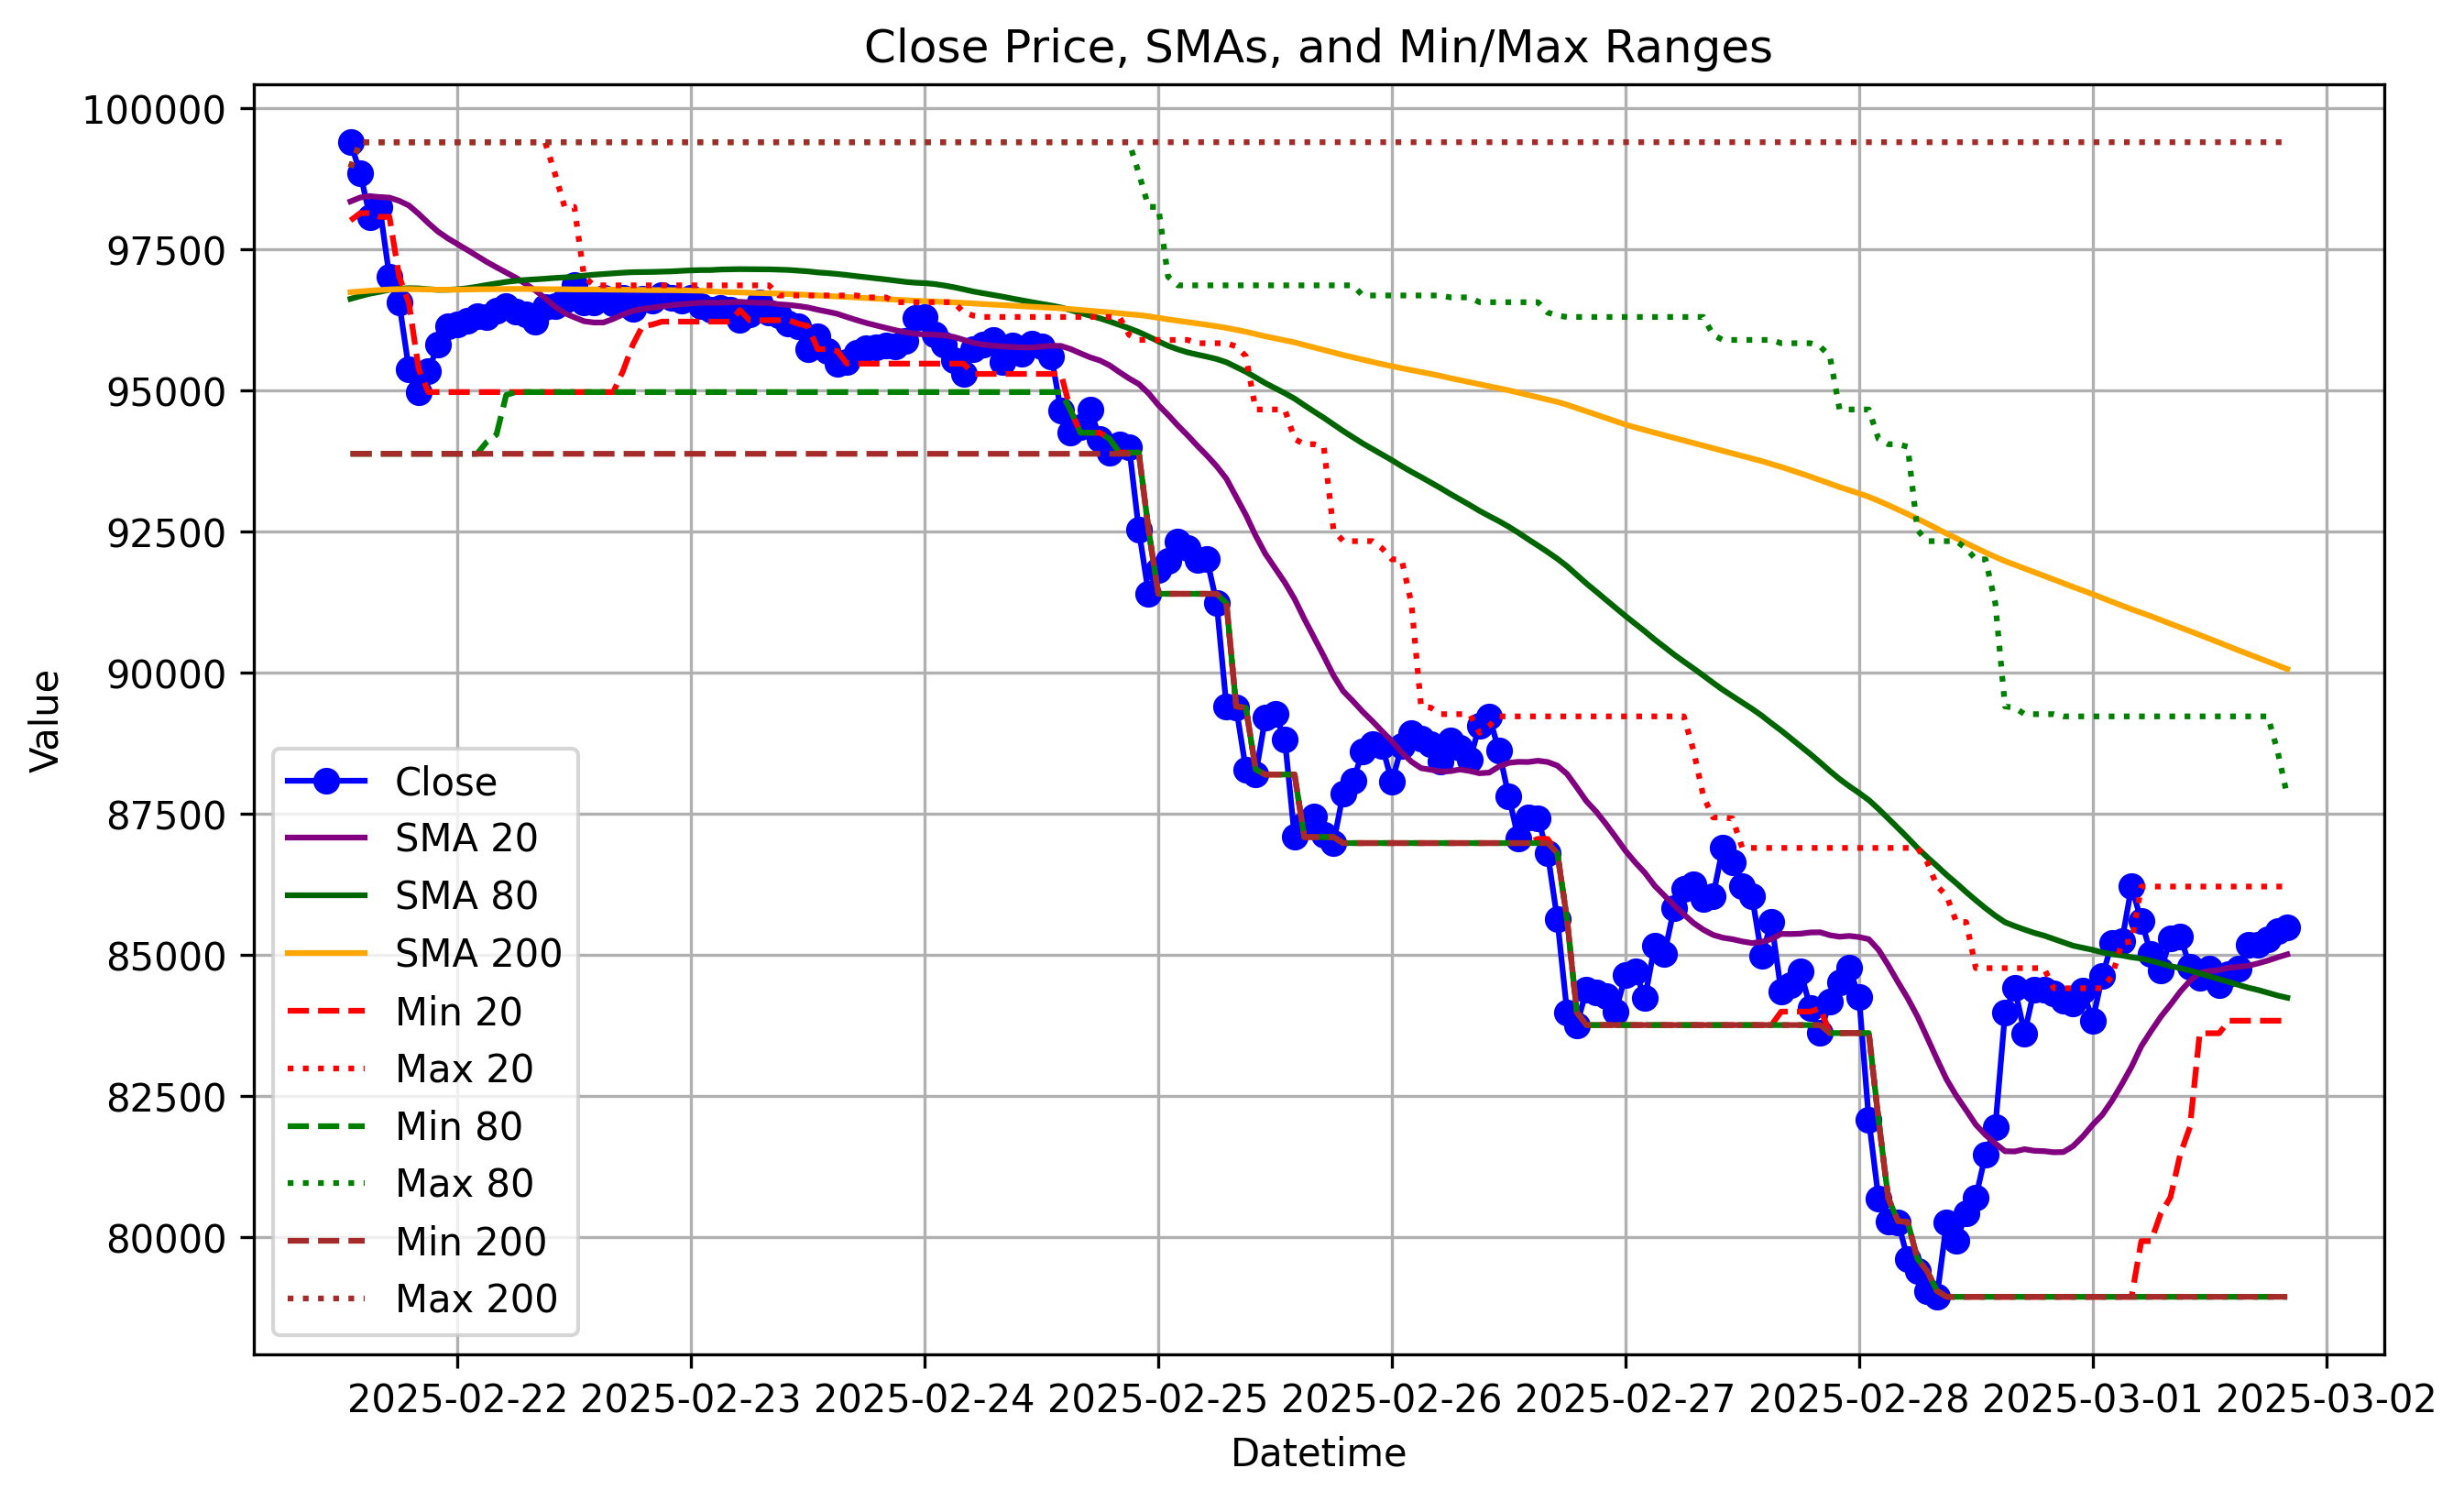 Close Price, SMAs, and Min/Max Ranges
100000
97500
95000
92500
90000
87500
85000
82500
80000
Value
Close
SMA 20
SMA 80
SMA 200
Min 20
Max 20
Min 80
Max 80
Min 200
Max 200
2025-02-22 2025-02-23 2025-02-24 2025-02-25 2025-02-26 2025-02-27 2025-02-28 2025-03-01 2025-03-02
Datetime